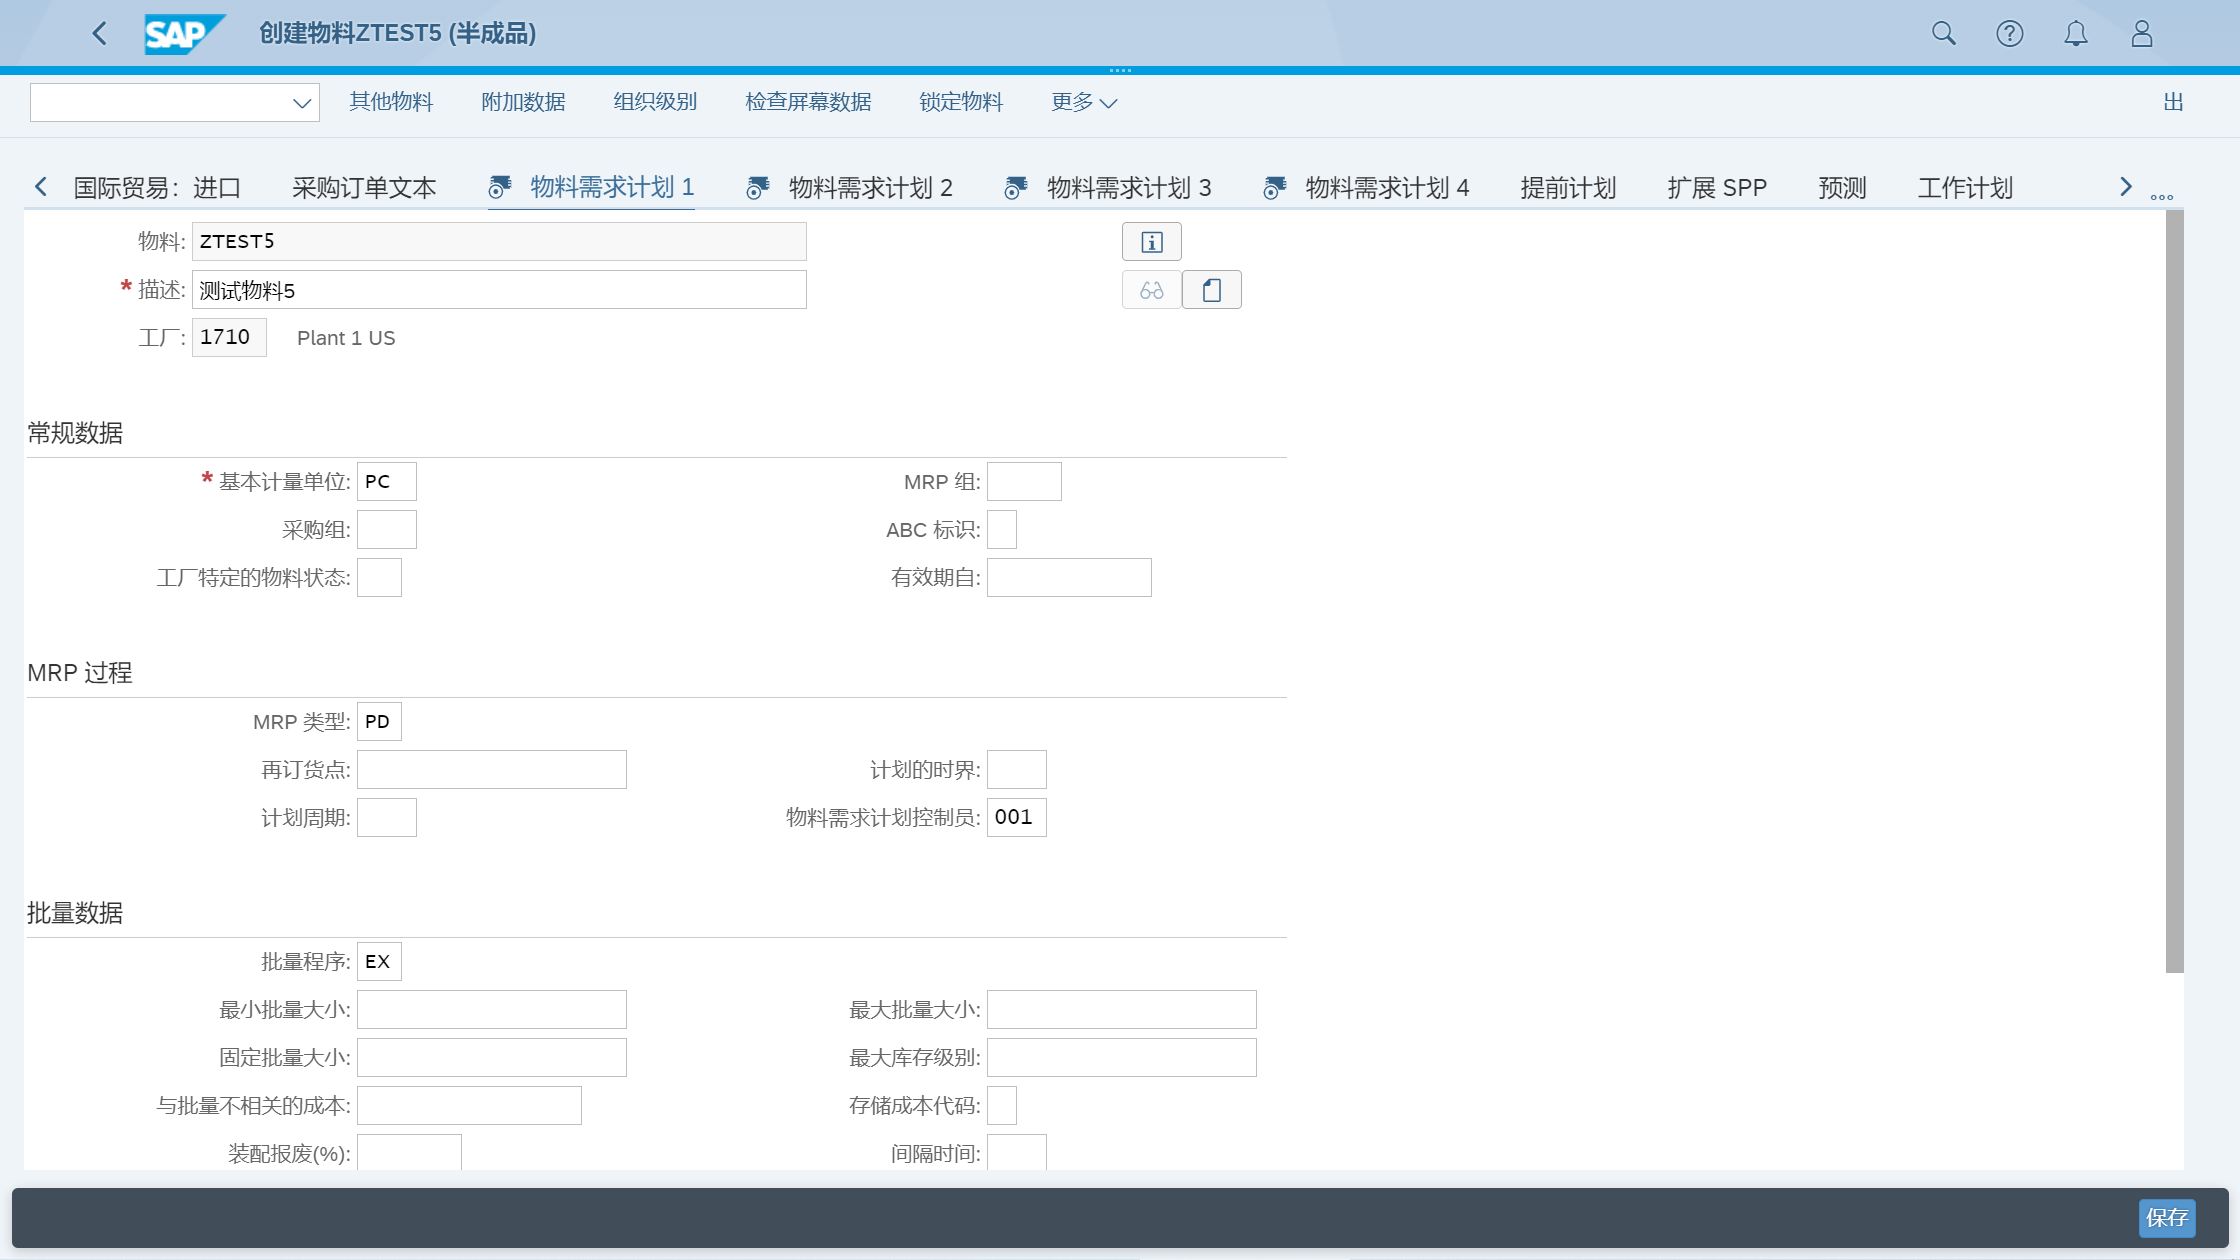 SAP 创建物料ZTEST5 (半成品)
其他物料 附加数据 组织级别 检查屏幕数据 锁定物料 更多 出
国际贸易：进口 采购订单文本 物料需求计划 1 物料需求计划 2 物料需求计划 3 物料需求计划 4 提前计划 扩展 SPP 预测 工作计划
物料: ZTEST5
* 描述: 测试物料5
工厂: 1710 Plant 1 US
常规数据
* 基本计量单位: PC MRP 组:
采购组: ABC 标识:
工厂特定的物料状态: 有效期自:
MRP 过程
MRP 类型: PD
再订货点: 计划的时界:
计划周期: 物料需求计划控制员: 001
批量数据
批量程序: EX
最小批量大小: 最大批量大小:
固定批量大小: 最大库存级别:
与批量不相关的成本: 存储成本代码:
装配报废(%): 间隔时间:
保存